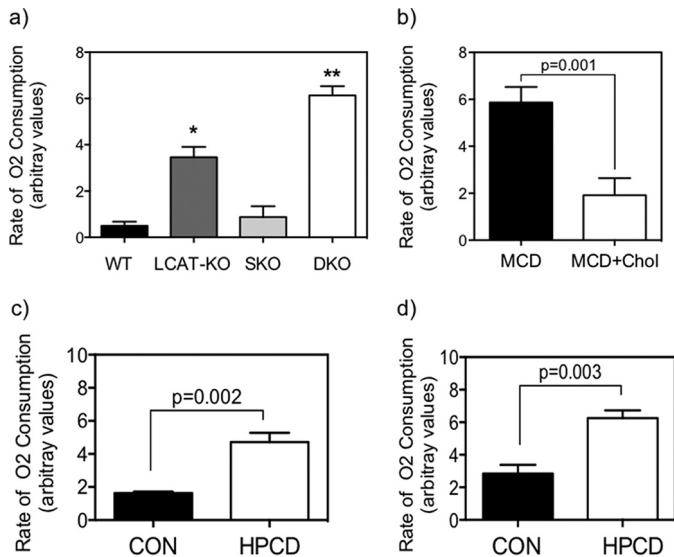 a)
Rate of O2 Consumption
(arbitray values)
8
6
4
2
0
*
**
WT LCAT-KO SKO DKO
b)
Rate of O2 Consumption
(arbitray values)
8
6
4
2
0
p=0.001
MCD MCD+Chol
c)
Rate of O2 Consumption
(arbitray values)
10
8
6
4
2
0
p=0.002
CON HPCD
d)
Rate of O2 Consumption
(arbitray values)
10
8
6
4
2
0
p=0.003
CON HPCD